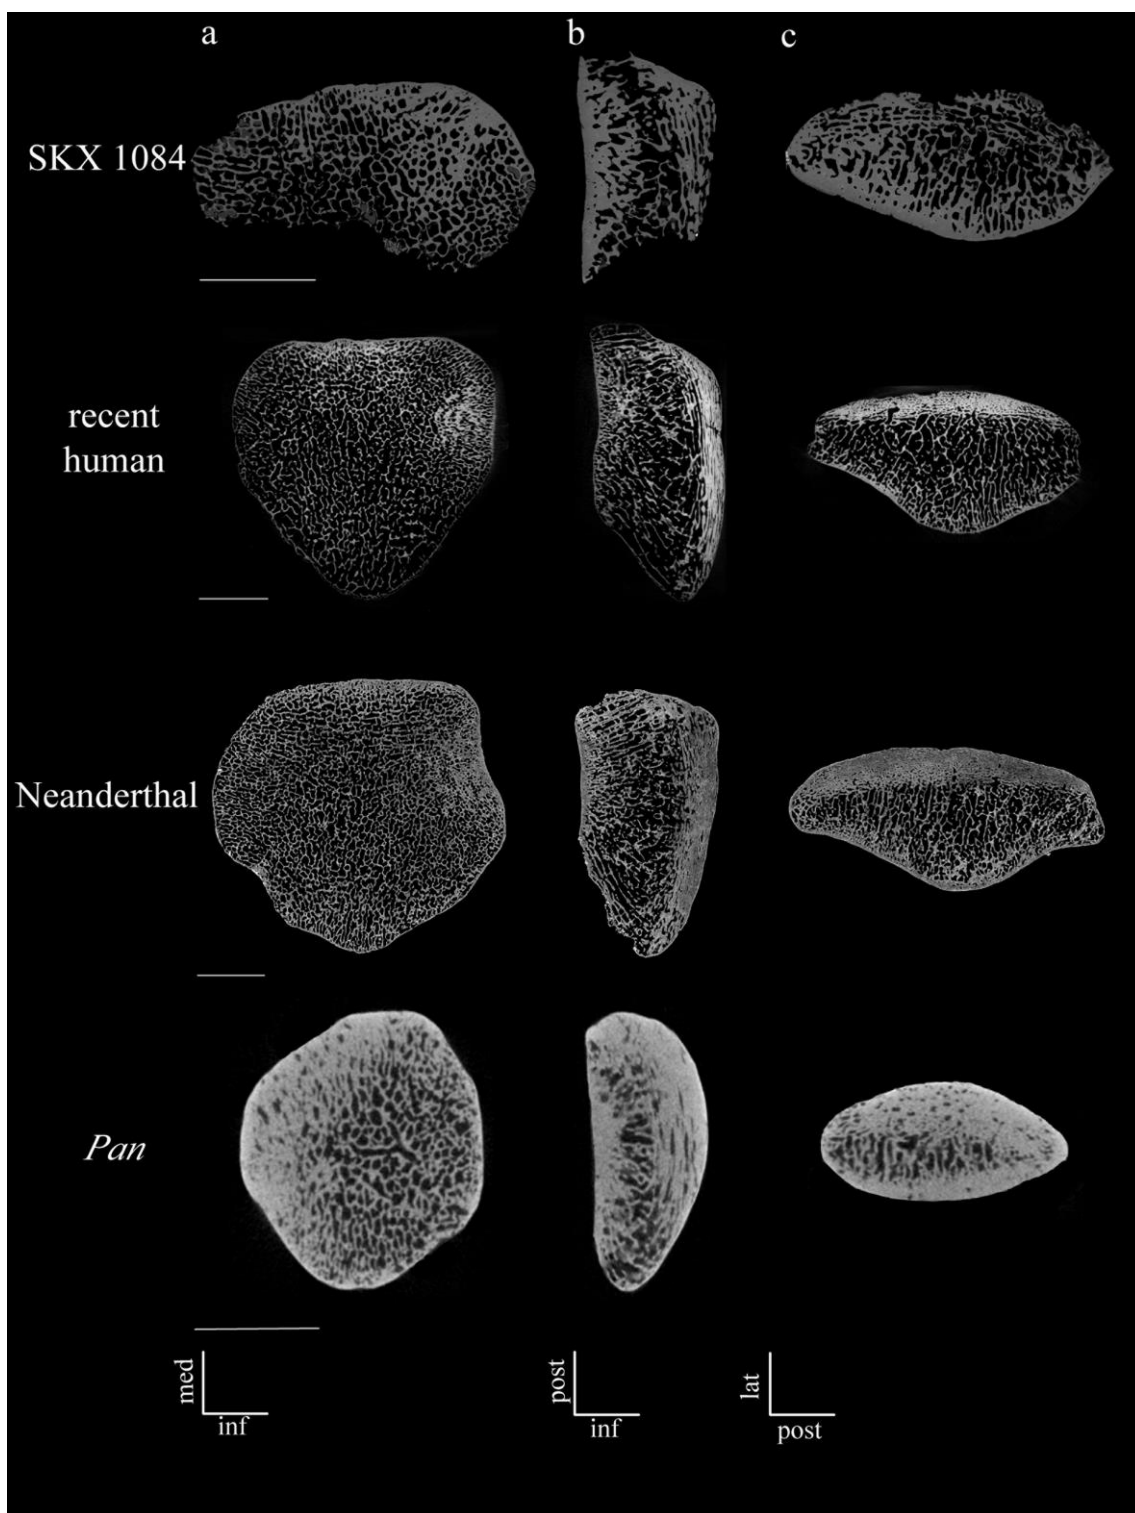 a b c
SKX 1084
recent
human
Neanderthal
Pan
med
inf
post
inf
lat
post